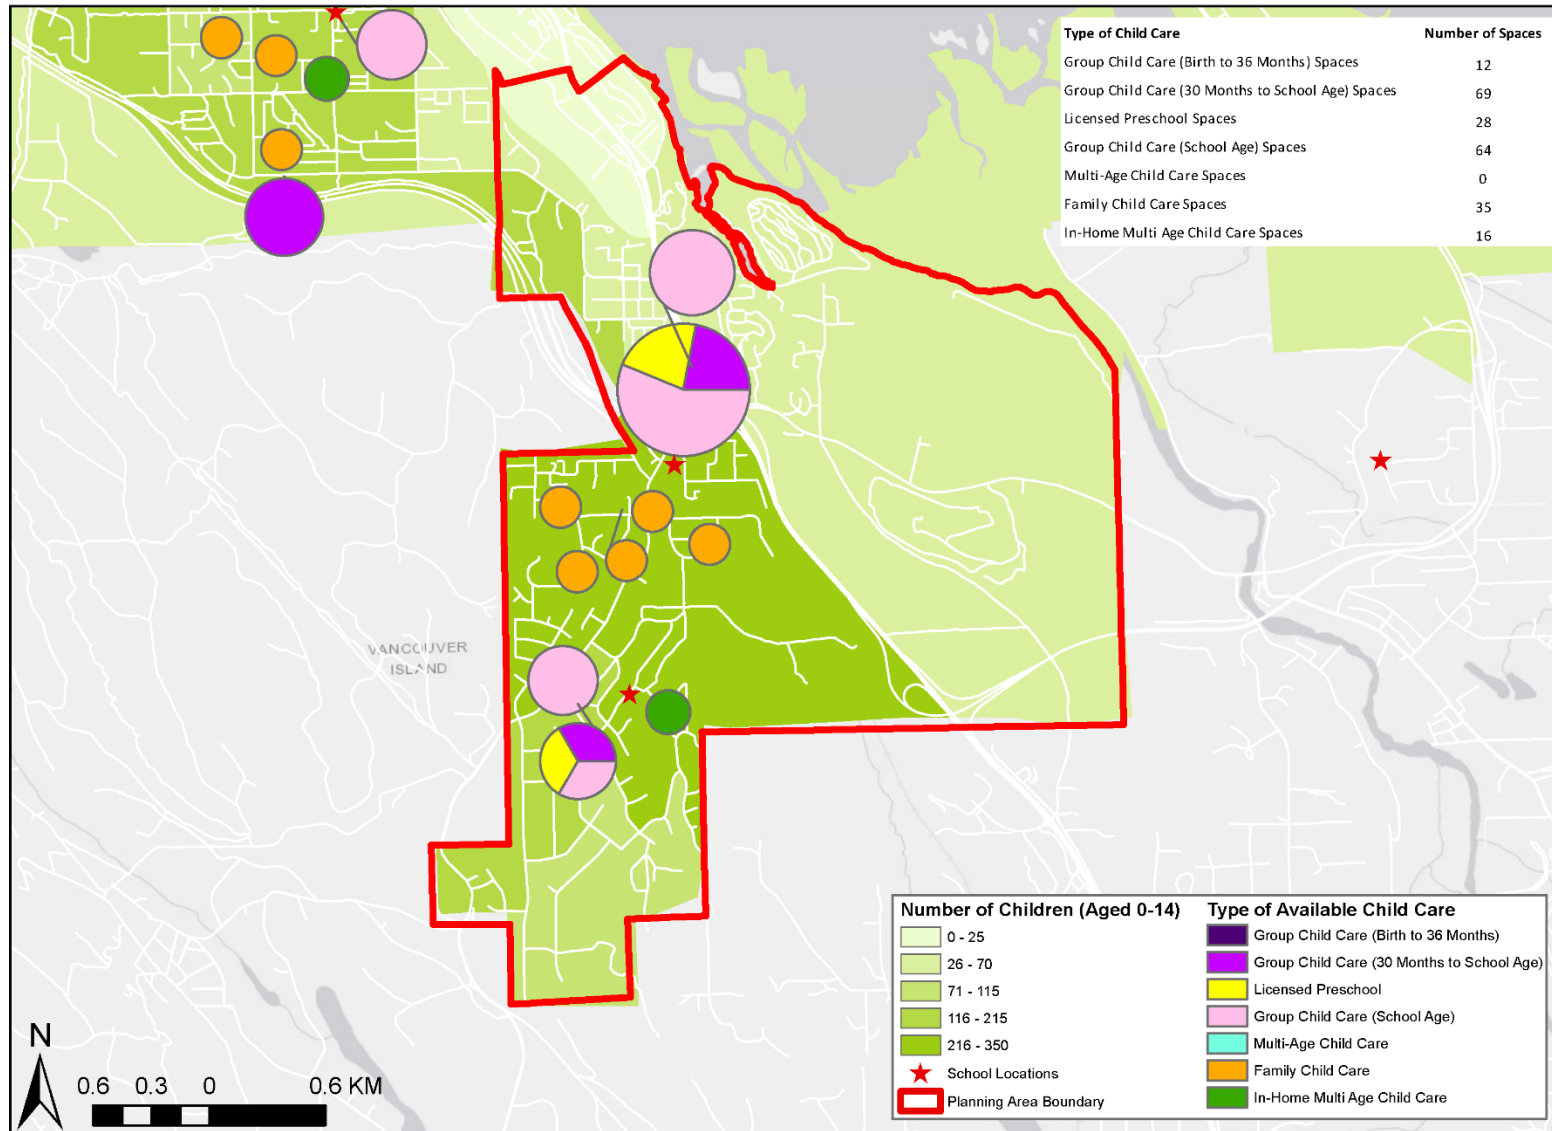 Type of Child Care Number of Spaces
Group Child Care (Birth to 36 Months) Spaces 12
Group Child Care (30 Months to School Age) Spaces 69
Licensed Preschool Spaces 28
Group Child Care (School Age) Spaces 64
Multi-Age Child Care Spaces 0
Family Child Care Spaces 35
In-Home Multi Age Child Care Spaces 16
VANCOUVER
ISLAND
Number of Children (Aged 0-14)
0 - 25
26 - 70
71 - 115
116 - 215
216 - 350
School Locations
Planning Area Boundary
Type of Available Child Care
Group Child Care (Birth to 36 Months)
Group Child Care (30 Months to School Age)
Licensed Preschool
Group Child Care (School Age)
Multi-Age Child Care
Family Child Care
In-Home Multi Age Child Care
N
0.6 0.3 0 0.6 KM